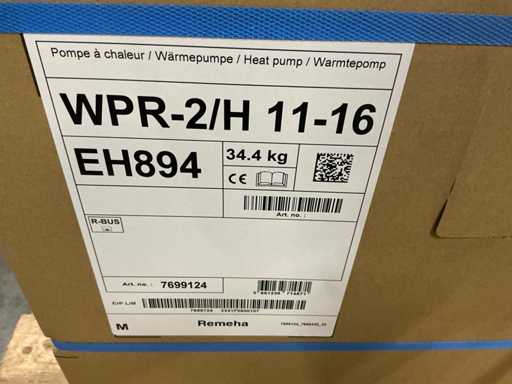 Pompe à chaleur / Wärmepumpe / Heat pump / Warmtepomp
WPR-2/H 11-16
EH894
34.4 kg
CE
Art. no.:
R-BUS
Art. no.: 7699124
ErP L/M
M
Remeha